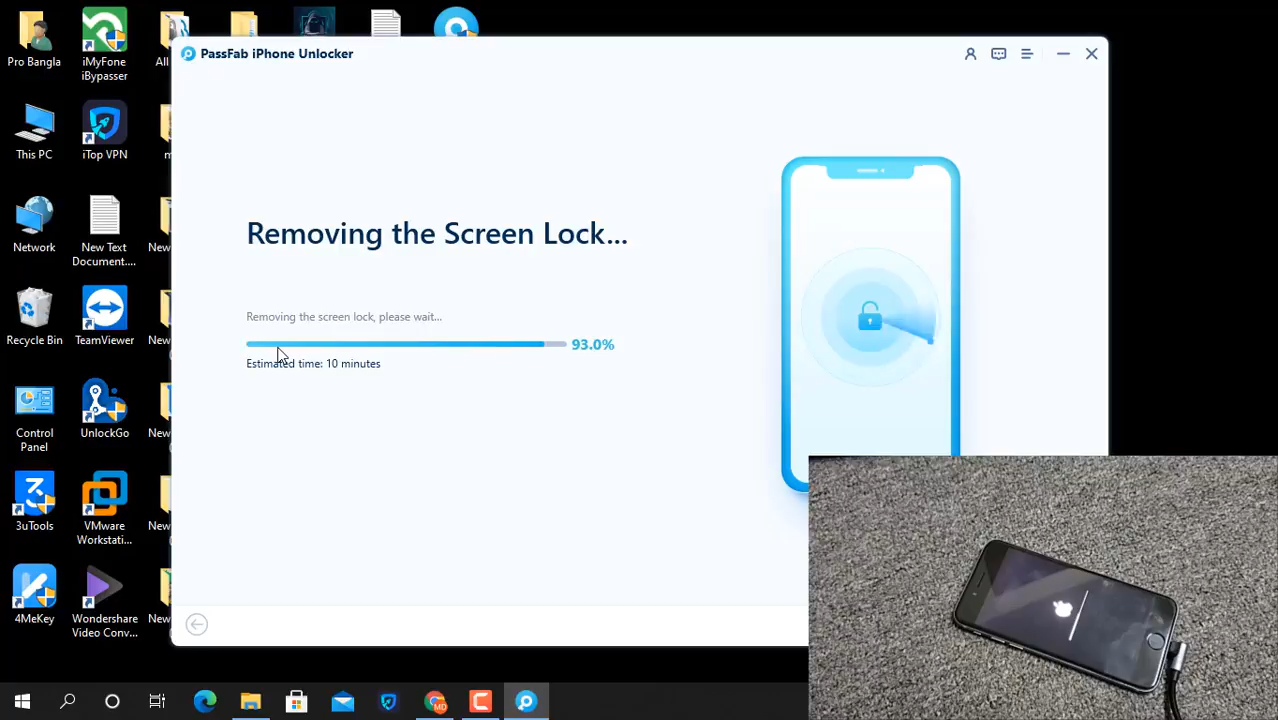 PassFab iPhone Unlocker
Pro Bangla
iMyFone
iBypasser
All
This PC
iTop VPN
Network
New Text
Document....
New
Recycle Bin
TeamViewer
New
Control
Panel
UnlockGo
New
3uTools
VMware
Workstati...
New
4MeKey
Wondershare
Video Conv...
New
Removing the Screen Lock...
Removing the screen lock, please wait...
93.0%
Estimated time: 10 minutes
MD